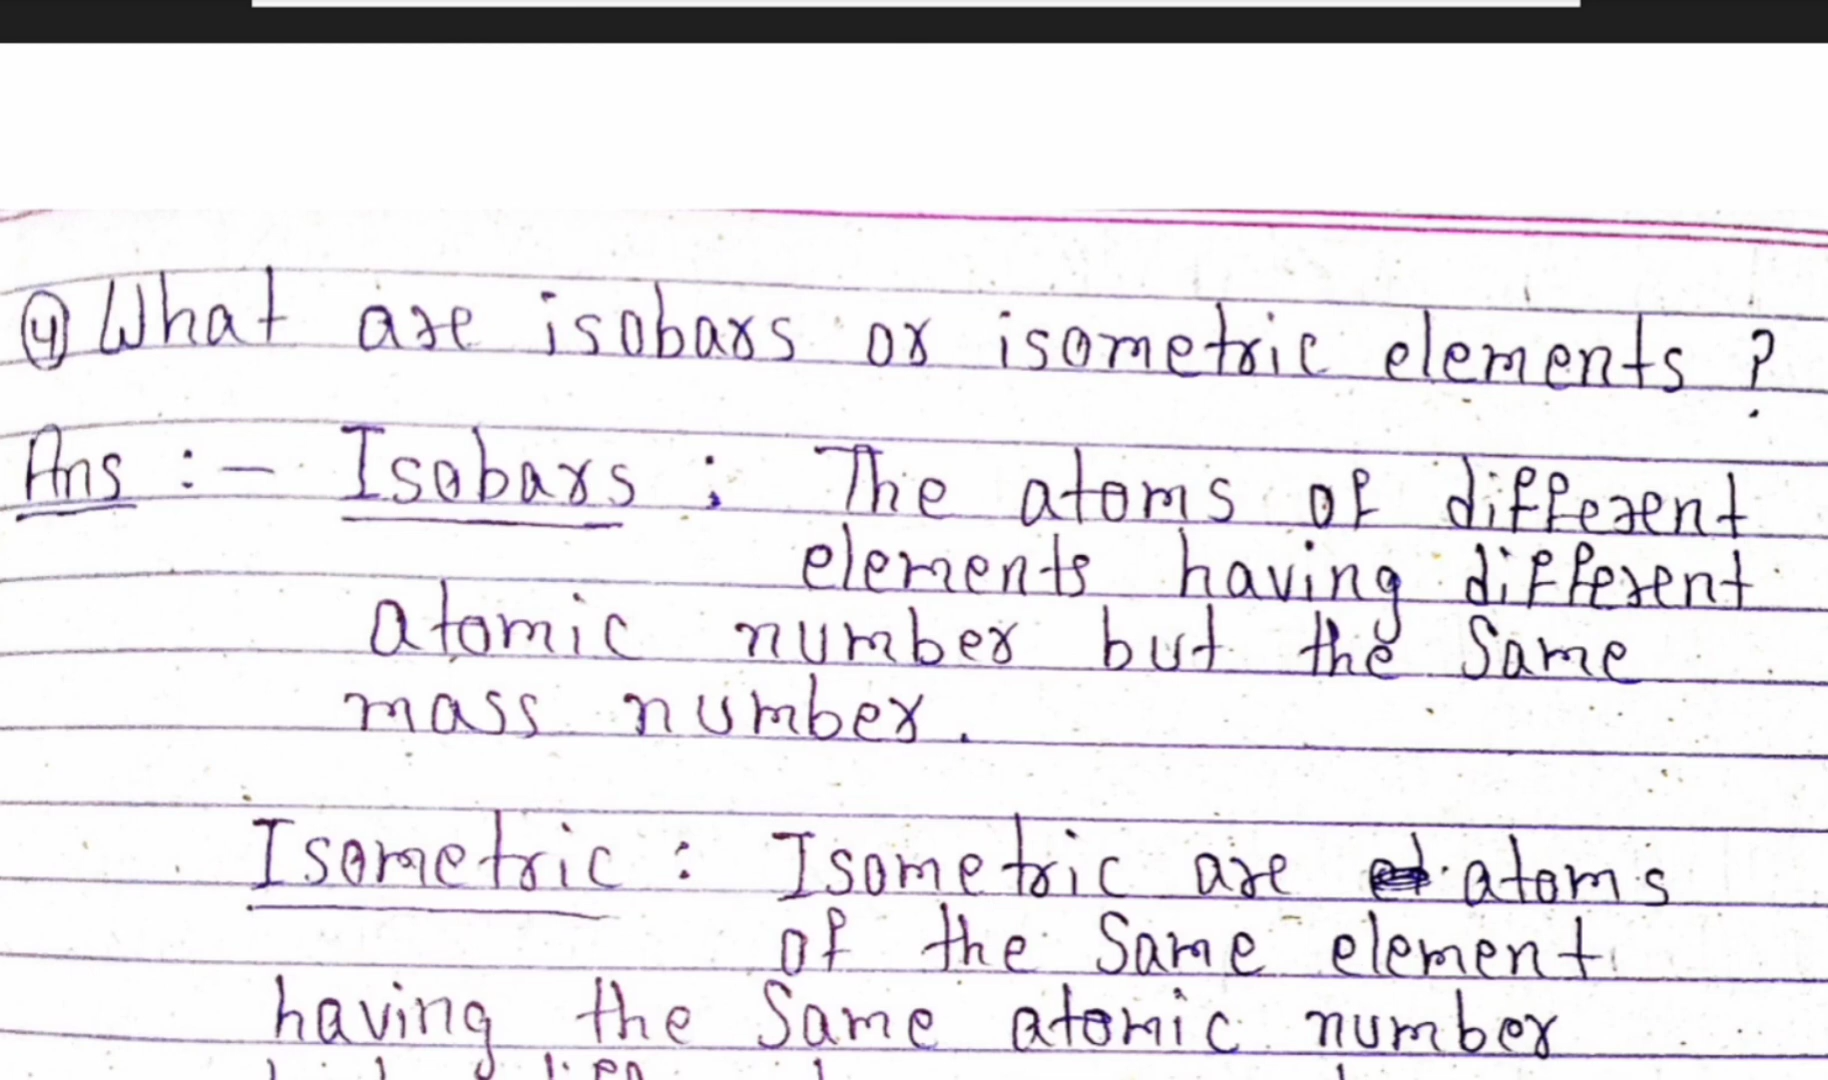 ④ What are isobars or isometric elements ?
Ans :- Isobars ; The atoms of different
elements having different
atomic number but the same
mass number.
Isometric : Isometric are atoms
of the same element
having the same atomic number